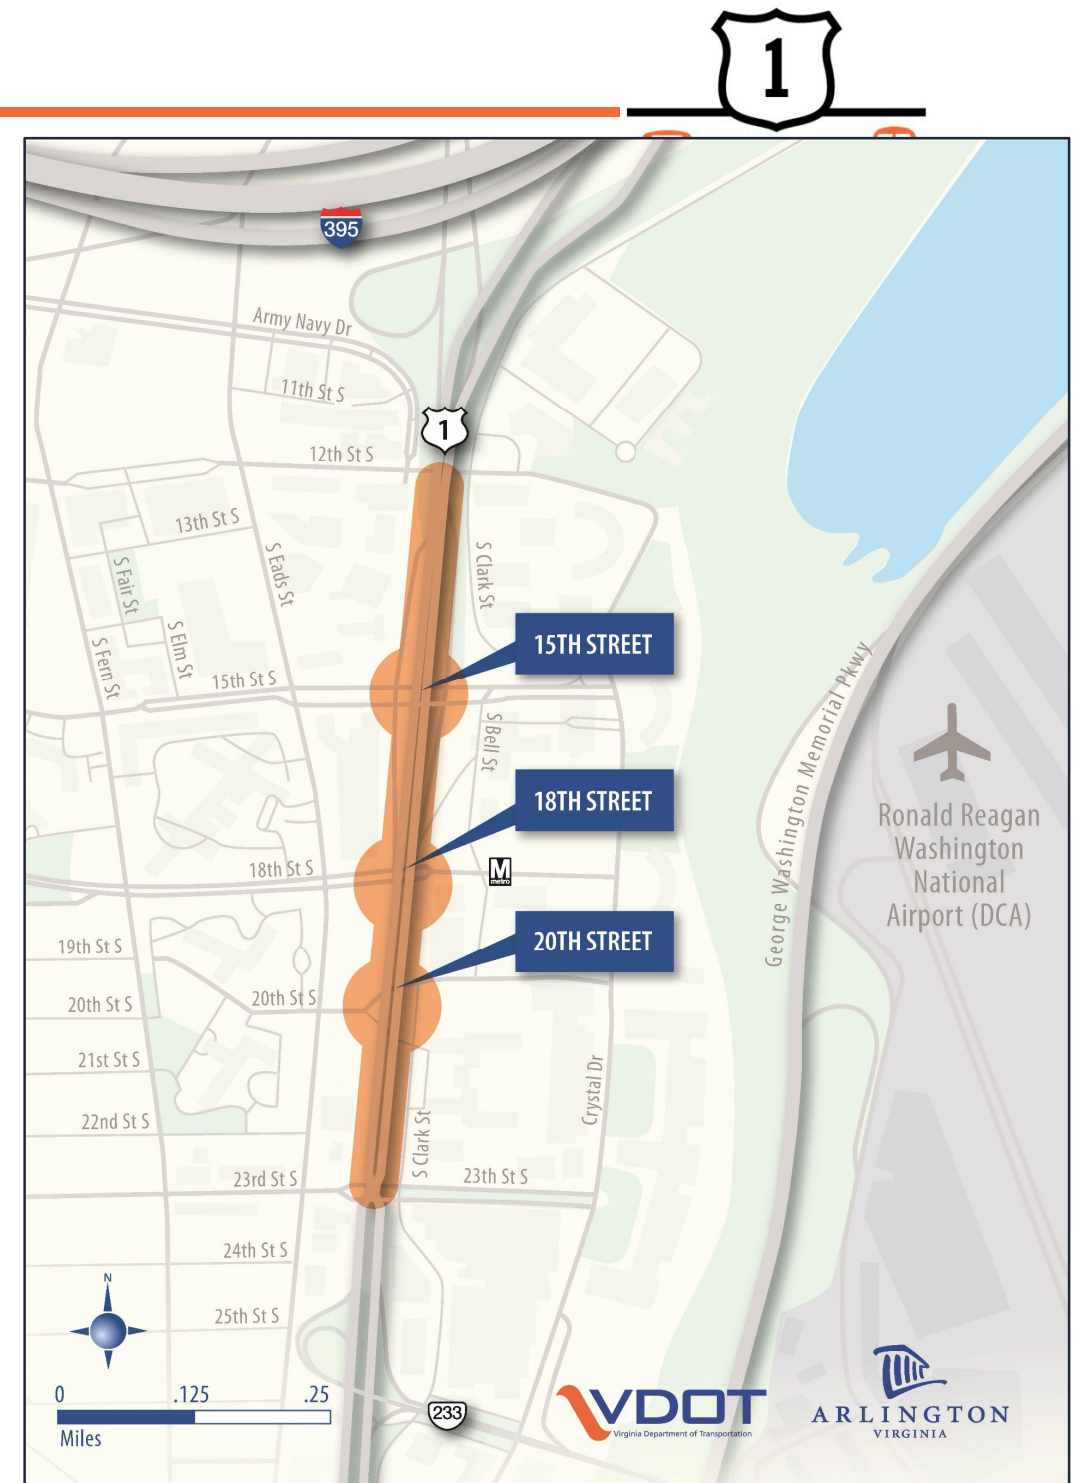 1
395
Army Navy Dr
11th St S
1
12th St S
13th St S
S Fair St
S Eads St
S Clark St
S Elm St
S Fern St
15TH STREET
15th St S
S Bell St
George Washington Memorial Pkwy
18TH STREET
Ronald Reagan
Washington
National
Airport (DCA)
18th St S
M
metro
20TH STREET
19th St S
20th St S
20th St S
21st St S
Crystal Dr
22nd St S
S Clark St
23rd St S
23th St S
24th St S
N
25th St S
0 .125 .25
Miles
233
VDOT
Virginia Department of Transportation
ARLINGTON
VIRGINIA